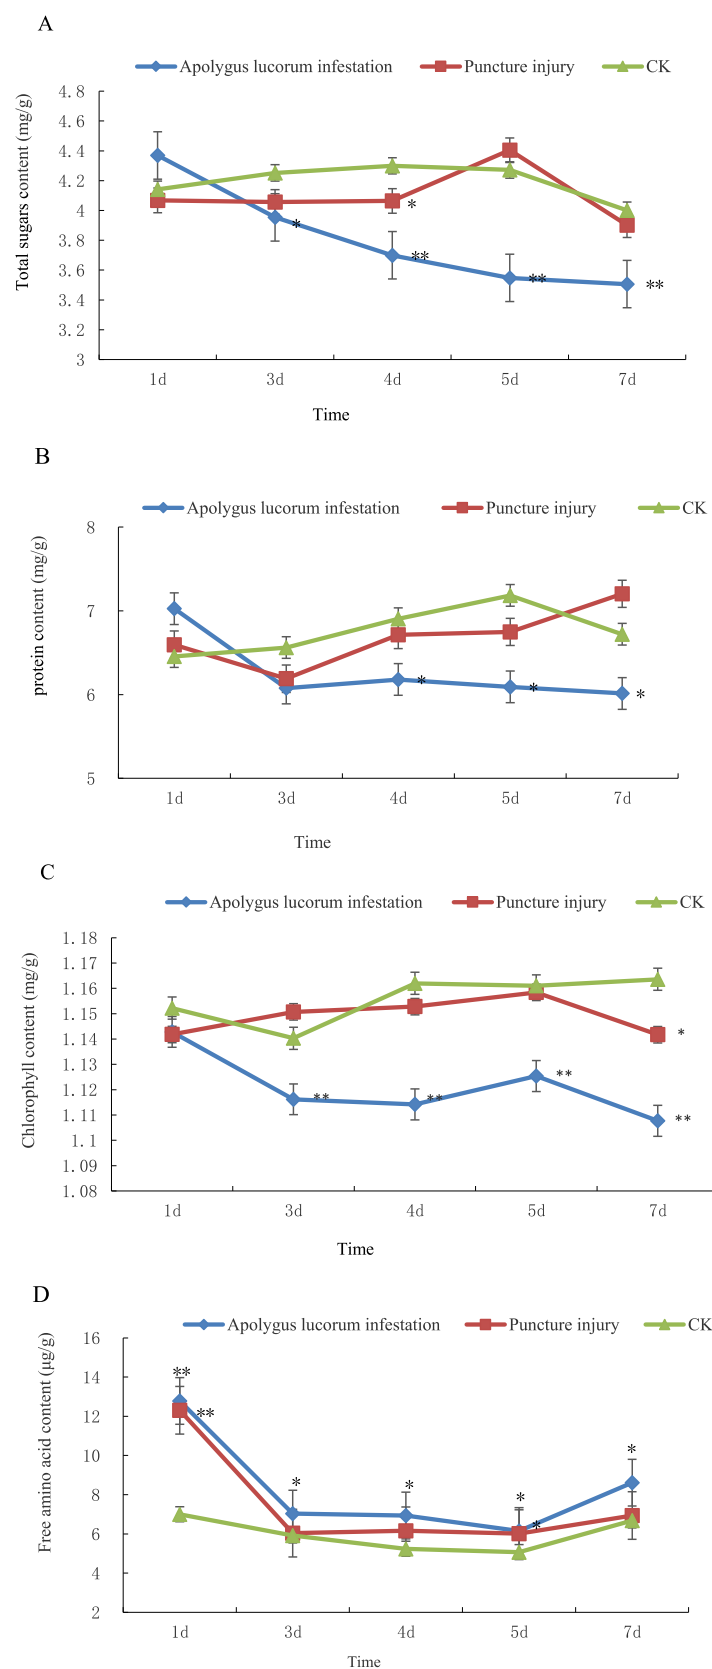 A
Apolygus lucorum infestation Puncture injury CK
Total sugars content (mg/g)
4.8
4.6
4.4
4.2
4
3.8
3.6
3.4
3.2
3
*
*
**
**
**
1d 3d 4d 5d 7d
Time
B
Apolygus lucorum infestation Puncture injury CK
protein content (mg/g)
8
7
6
5
* * *
1d 3d 4d 5d 7d
Time
C
Apolygus lucorum infestation Puncture injury CK
Chlorophyll content (mg/g)
1.18
1.17
1.16
1.15
1.14
1.13
1.12
1.11
1.1
1.09
1.08
*
**
** **
**
1d 3d 4d 5d 7d
Time
D
Apolygus lucorum infestation Puncture injury CK
Free amino acid content (μg/g)
16
14
12
10
8
6
4
2
**
**
*
* * *
*
1d 3d 4d 5d 7d
Time